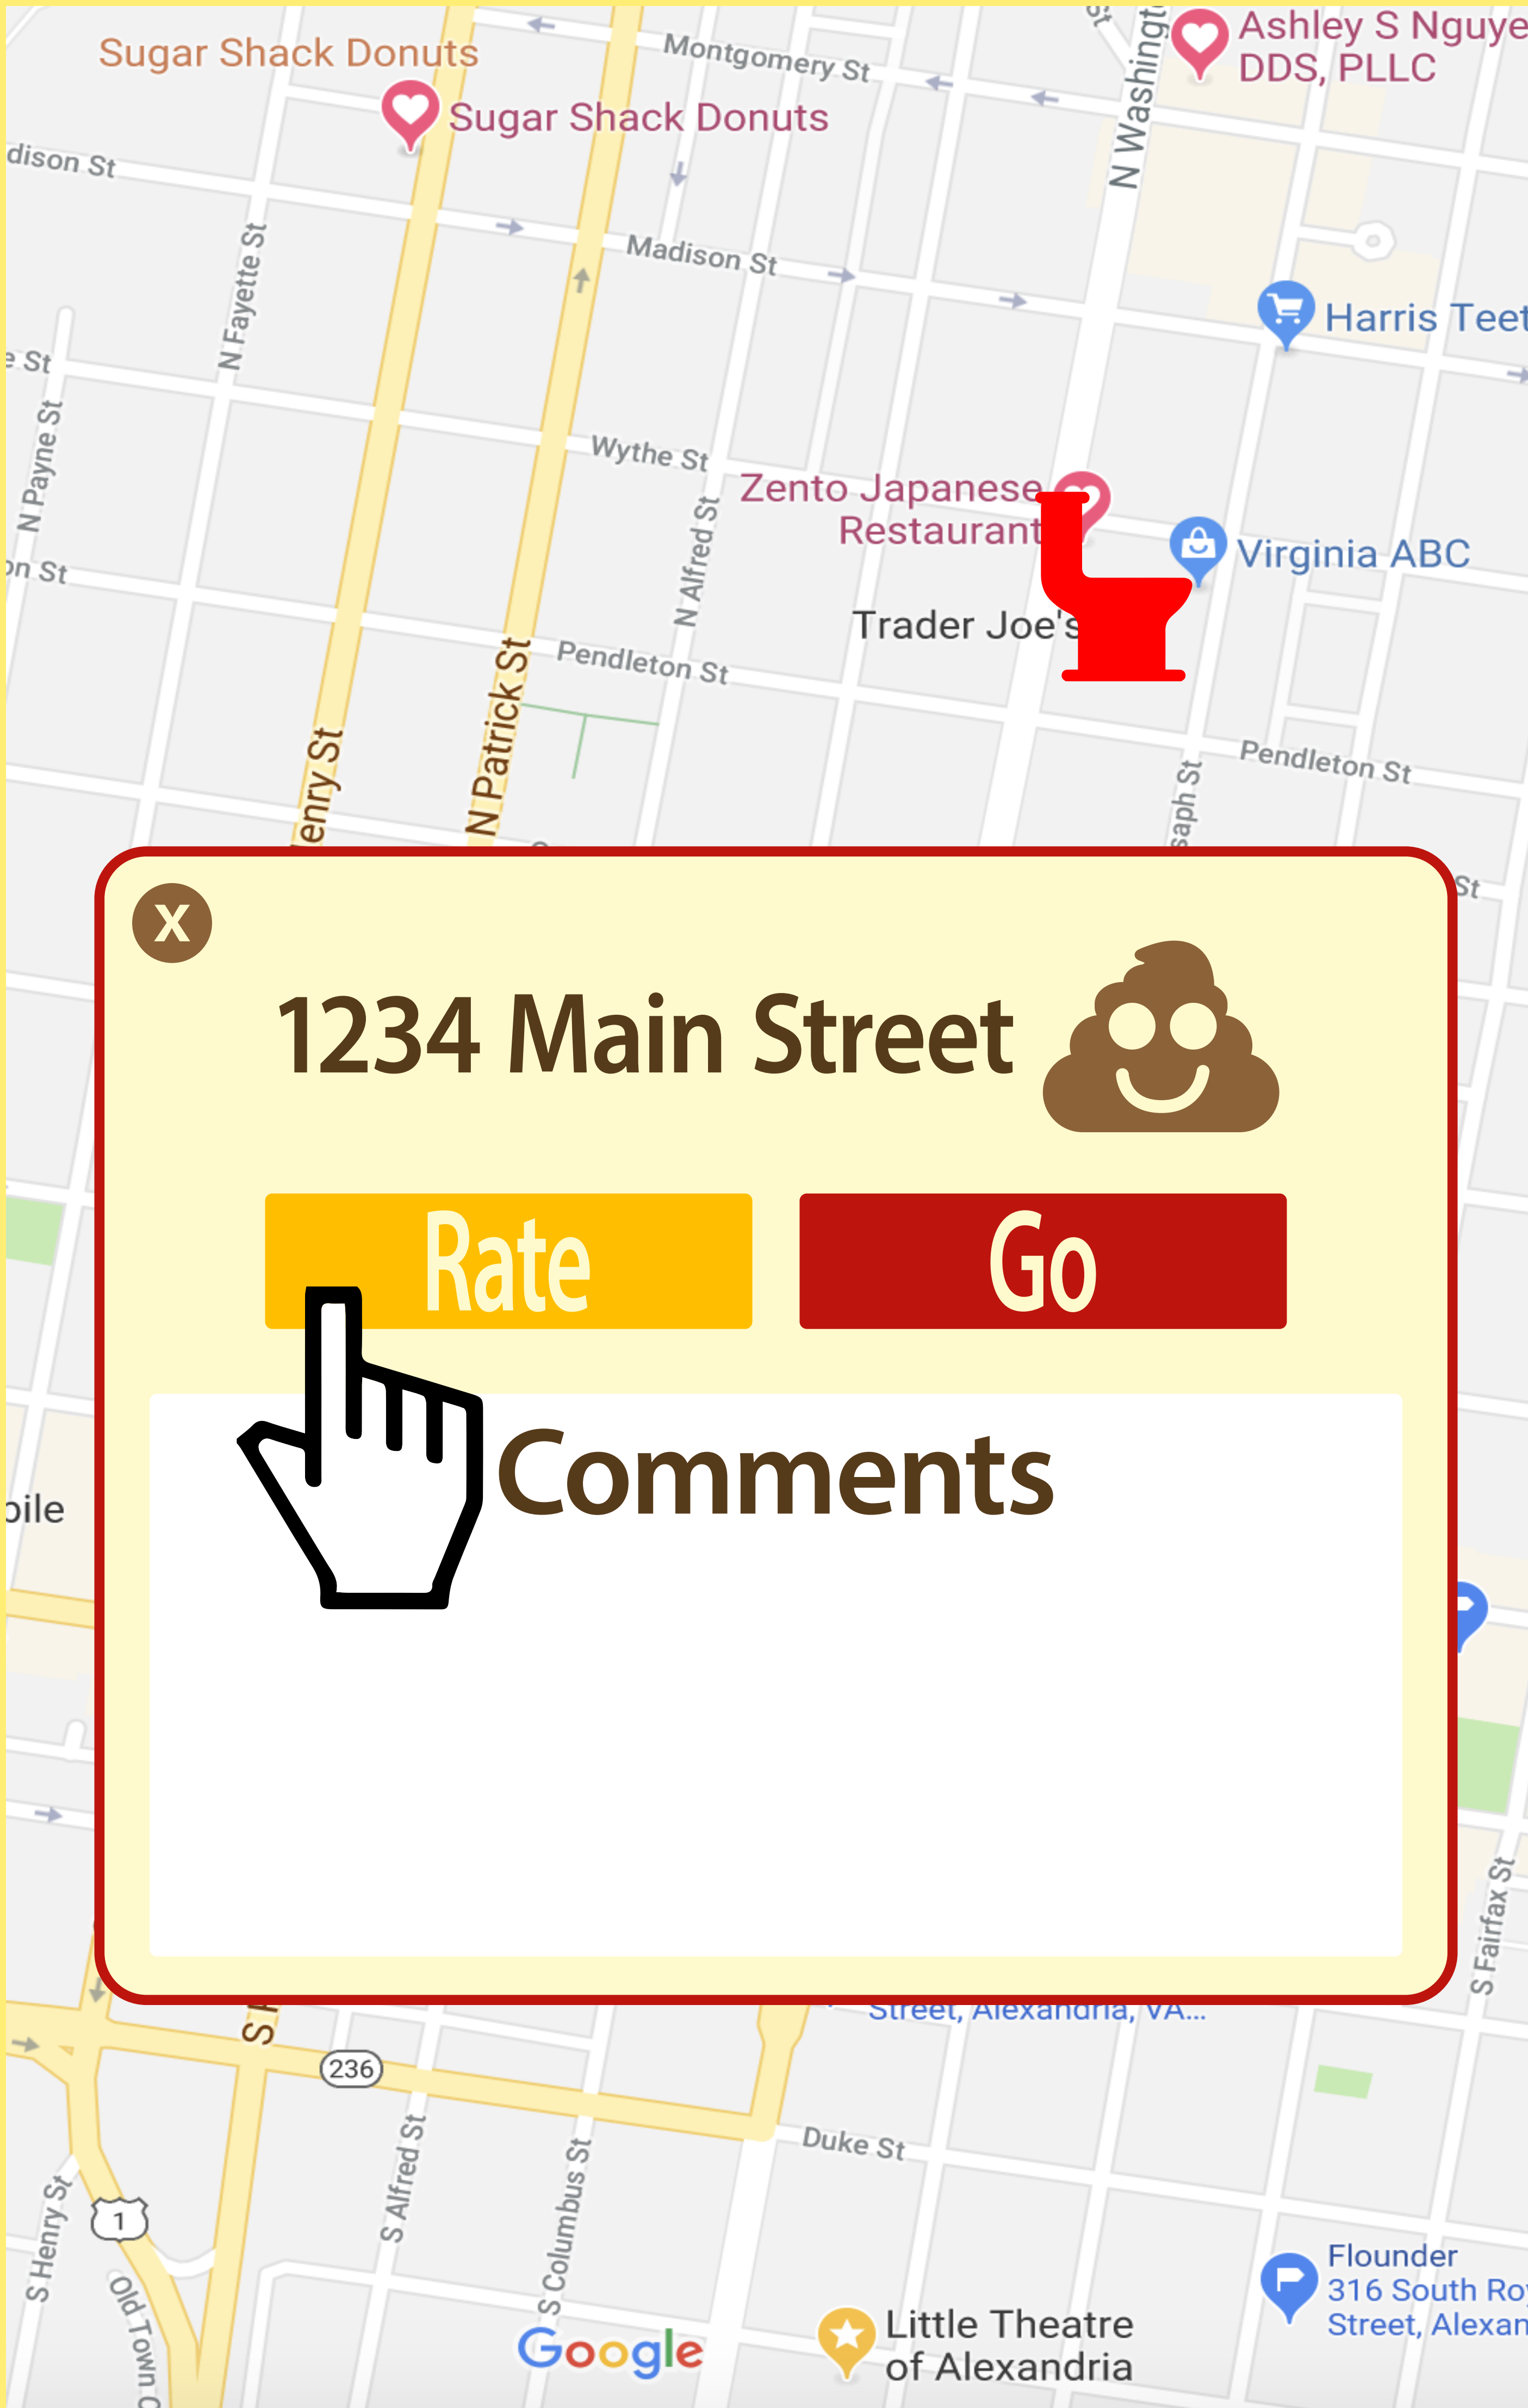 Ashley S Nguye
DDS, PLLC
Sugar Shack Donuts
Sugar Shack Donuts
Montgomery St
N Washingt
St
dison St
Madison St
N Fayette St
Harris Teet
e St
N Payne St
Wythe St
Zento Japanese
Restaurant
Virginia ABC
N Alfred St
on St
Trader Joe's
Pendleton St
N Patrick St
enry St
Pendleton St
saph St
St
X
1234 Main Street
Rate
Go
Comments
bile
S Fairfax St
Street, Alexandria, VA...
S
236
Duke St
S Alfred St
S Columbus St
S Henry St
1
Old Town C
Flounder
316 South Roy
Street, Alexan
Little Theatre
of Alexandria
Google